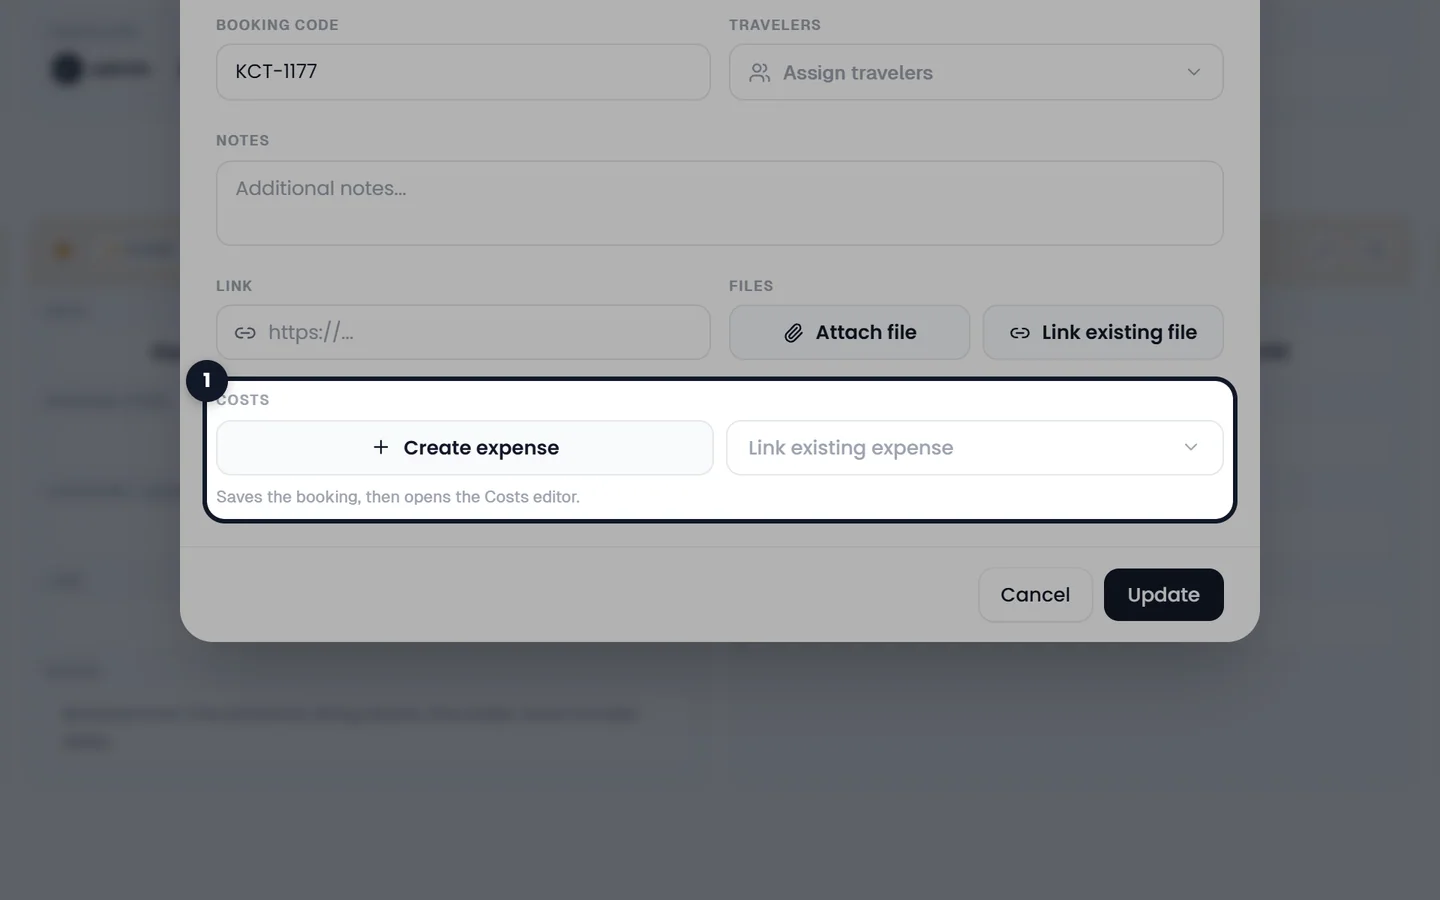 BOOKING CODE
TRAVELERS
KCT-1177
Assign travelers
NOTES
Additional notes...
LINK
FILES
https://...
Attach file
Link existing file
1
COSTS
Create expense
Link existing expense
Saves the booking, then opens the Costs editor.
Cancel
Update